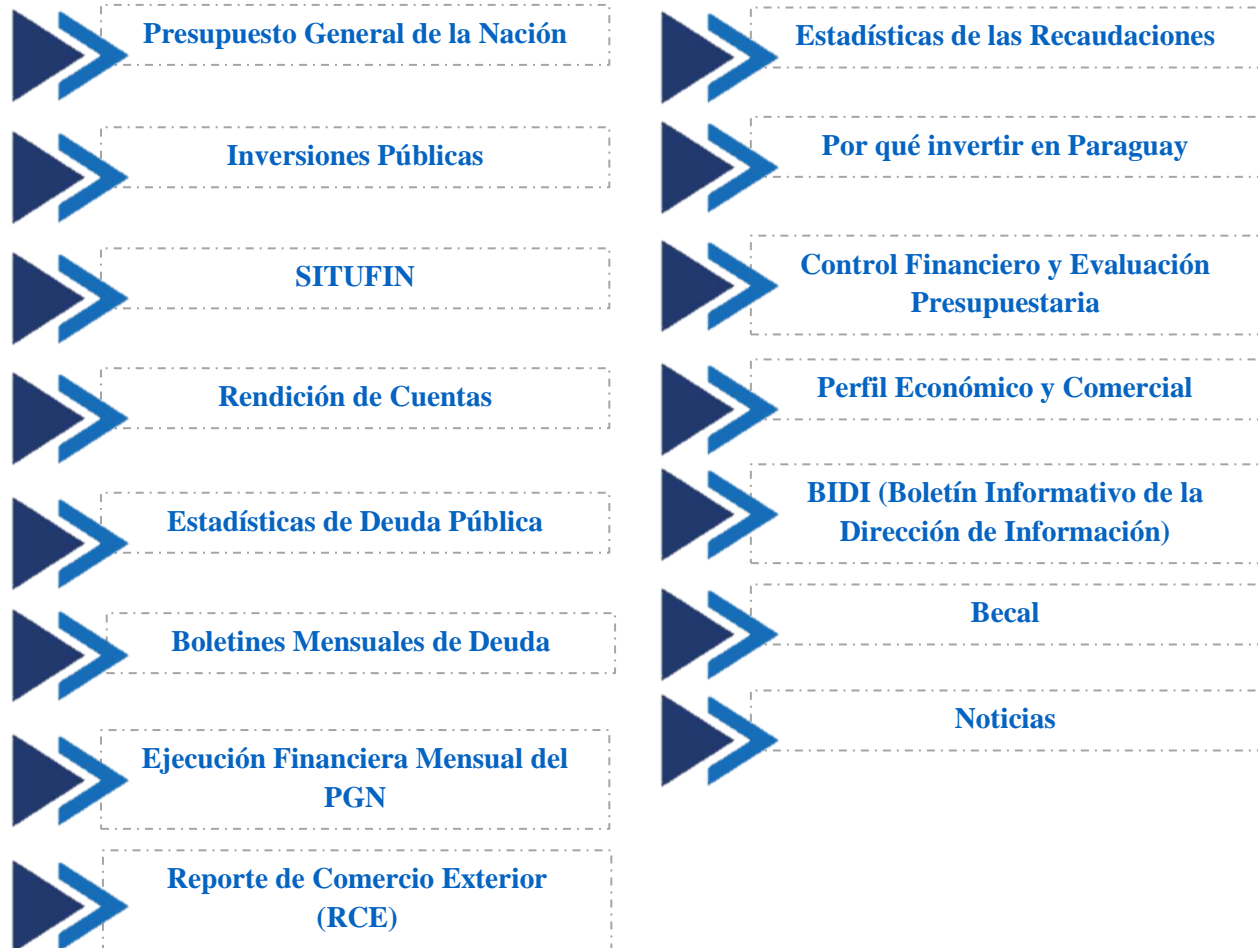 Presupuesto General de la Nación
Inversiones Públicas
SITUFIN
Rendición de Cuentas
Estadísticas de Deuda Pública
Boletines Mensuales de Deuda
Ejecución Financiera Mensual del
PGN
Reporte de Comercio Exterior
(RCE)
Estadísticas de las Recaudaciones
Por qué invertir en Paraguay
Control Financiero y Evaluación
Presupuestaria
Perfil Económico y Comercial
BIDI (Boletín Informativo de la
Dirección de Información)
Becal
Noticias